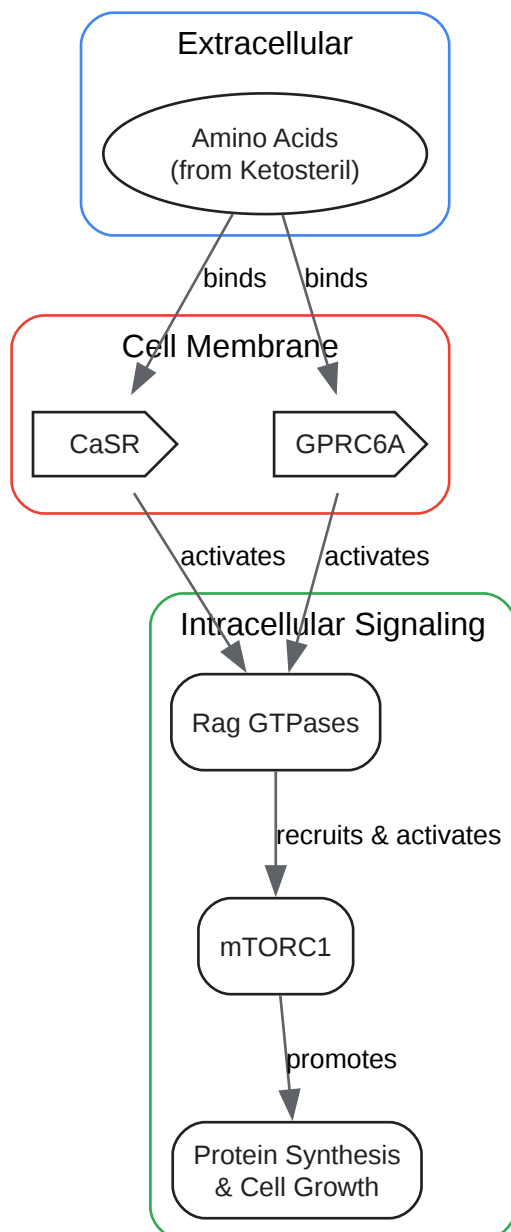 Extracellular
Amino Acids
(from Ketosteril)
binds
binds
Cell Membrane
CaSR
GPRC6A
activates
activates
Intracellular Signaling
Rag GTPases
recruits & activates
mTORC1
promotes
Protein Synthesis
& Cell Growth